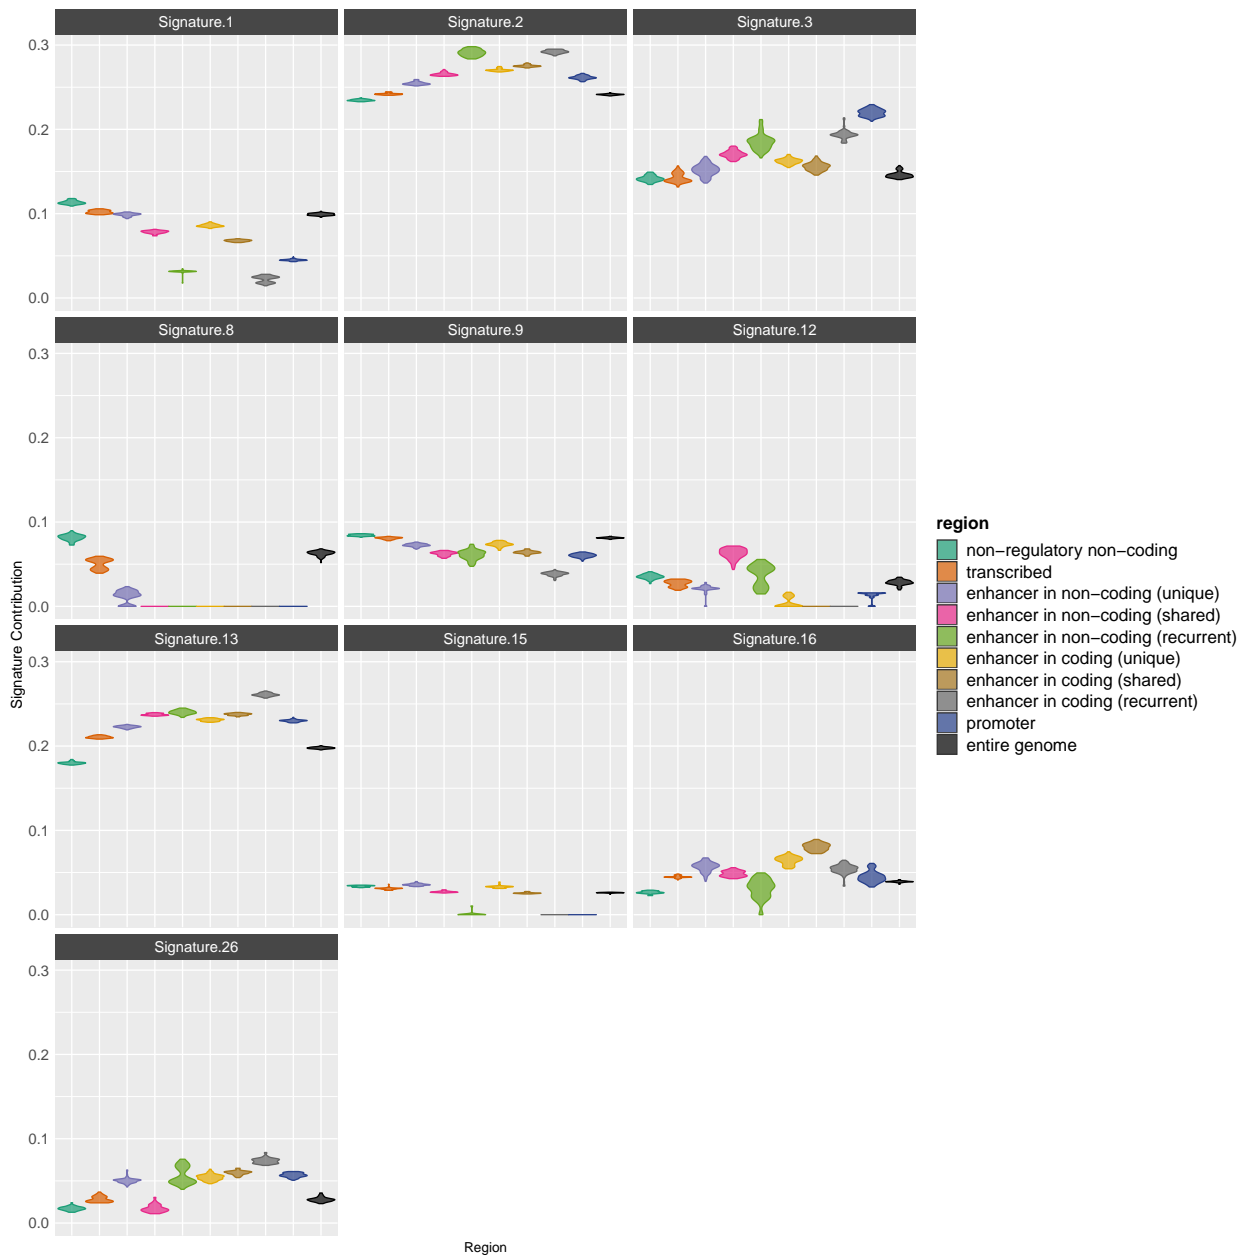 Signature.1
Signature.2
Signature.3
0.3
0.2
0.1
0.0
Signature.8
Signature.9
Signature.12
0.3
0.2
0.1
0.0
Signature.13
Signature.15
Signature.16
0.3
0.2
0.1
0.0
Signature.26
0.3
0.2
0.1
0.0
Signature Contribution
Region
region
non−regulatory non−coding
transcribed
enhancer in non−coding (unique)
enhancer in non−coding (shared)
enhancer in non−coding (recurrent)
enhancer in coding (unique)
enhancer in coding (shared)
enhancer in coding (recurrent)
promoter
entire genome